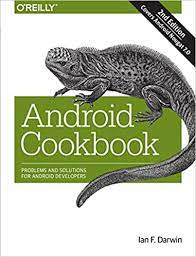 O'REILLY®
2nd Edition
Covers Android Nougat 7.0
Android
Cookbook
PROBLEMS AND SOLUTIONS
FOR ANDROID DEVELOPERS
Ian F. Darwin